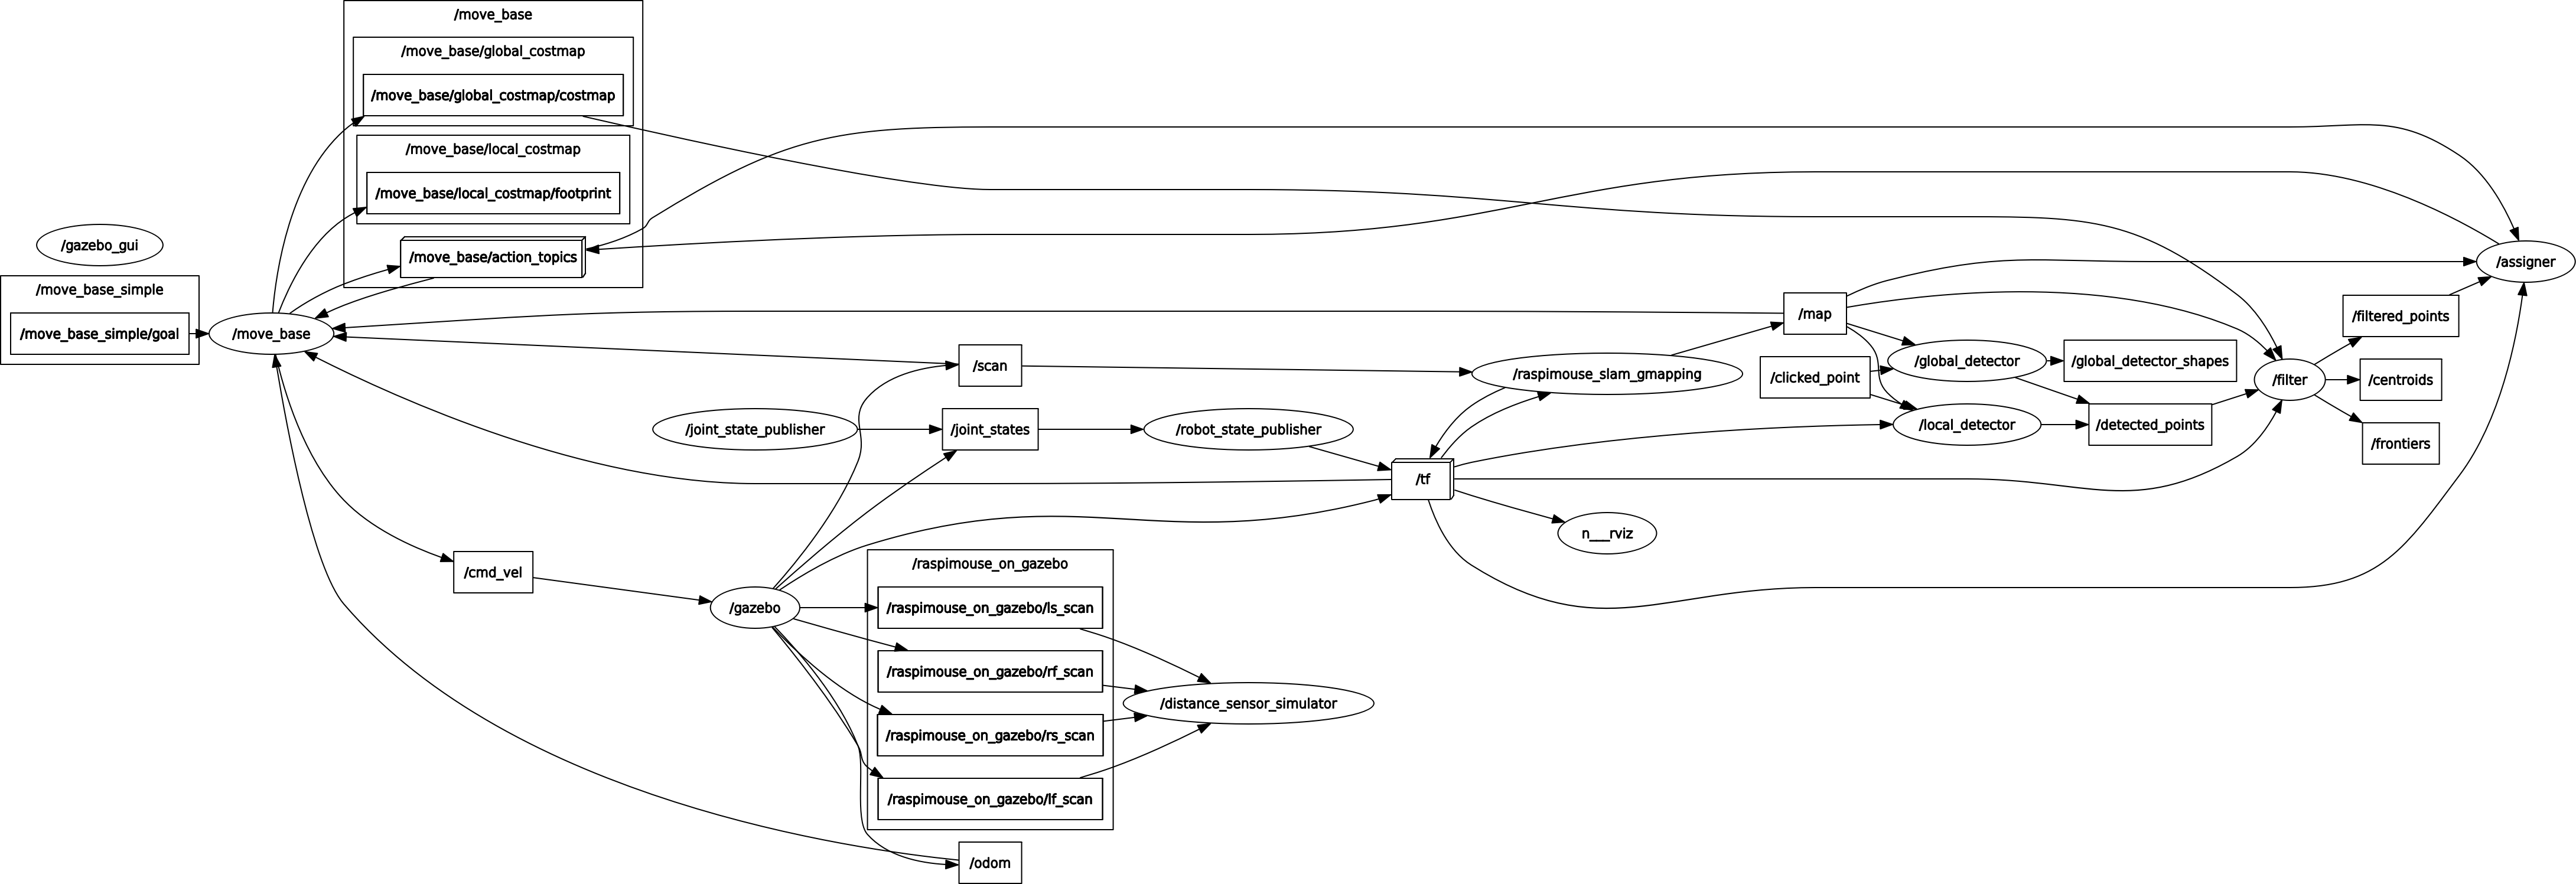 /move_base
/move_base/global_costmap
/move_base/global_costmap/costmap
/move_base/local_costmap
/move_base/local_costmap/footprint
/move_base/action_topics
/gazebo_gui
/move_base_simple
/move_base_simple/goal
/move_base
/scan
/joint_state_publisher
/joint_states
/robot_state_publisher
/cmd_vel
/gazebo
/raspimouse_on_gazebo
/raspimouse_on_gazebo/ls_scan
/raspimouse_on_gazebo/rf_scan
/raspimouse_on_gazebo/rs_scan
/raspimouse_on_gazebo/lf_scan
/distance_sensor_simulator
/odom
/tf
n___rviz
/raspimouse_slam_gmapping
/map
/clicked_point
/global_detector
/local_detector
/global_detector_shapes
/detected_points
/filter
/filtered_points
/centroids
/frontiers
/assigner